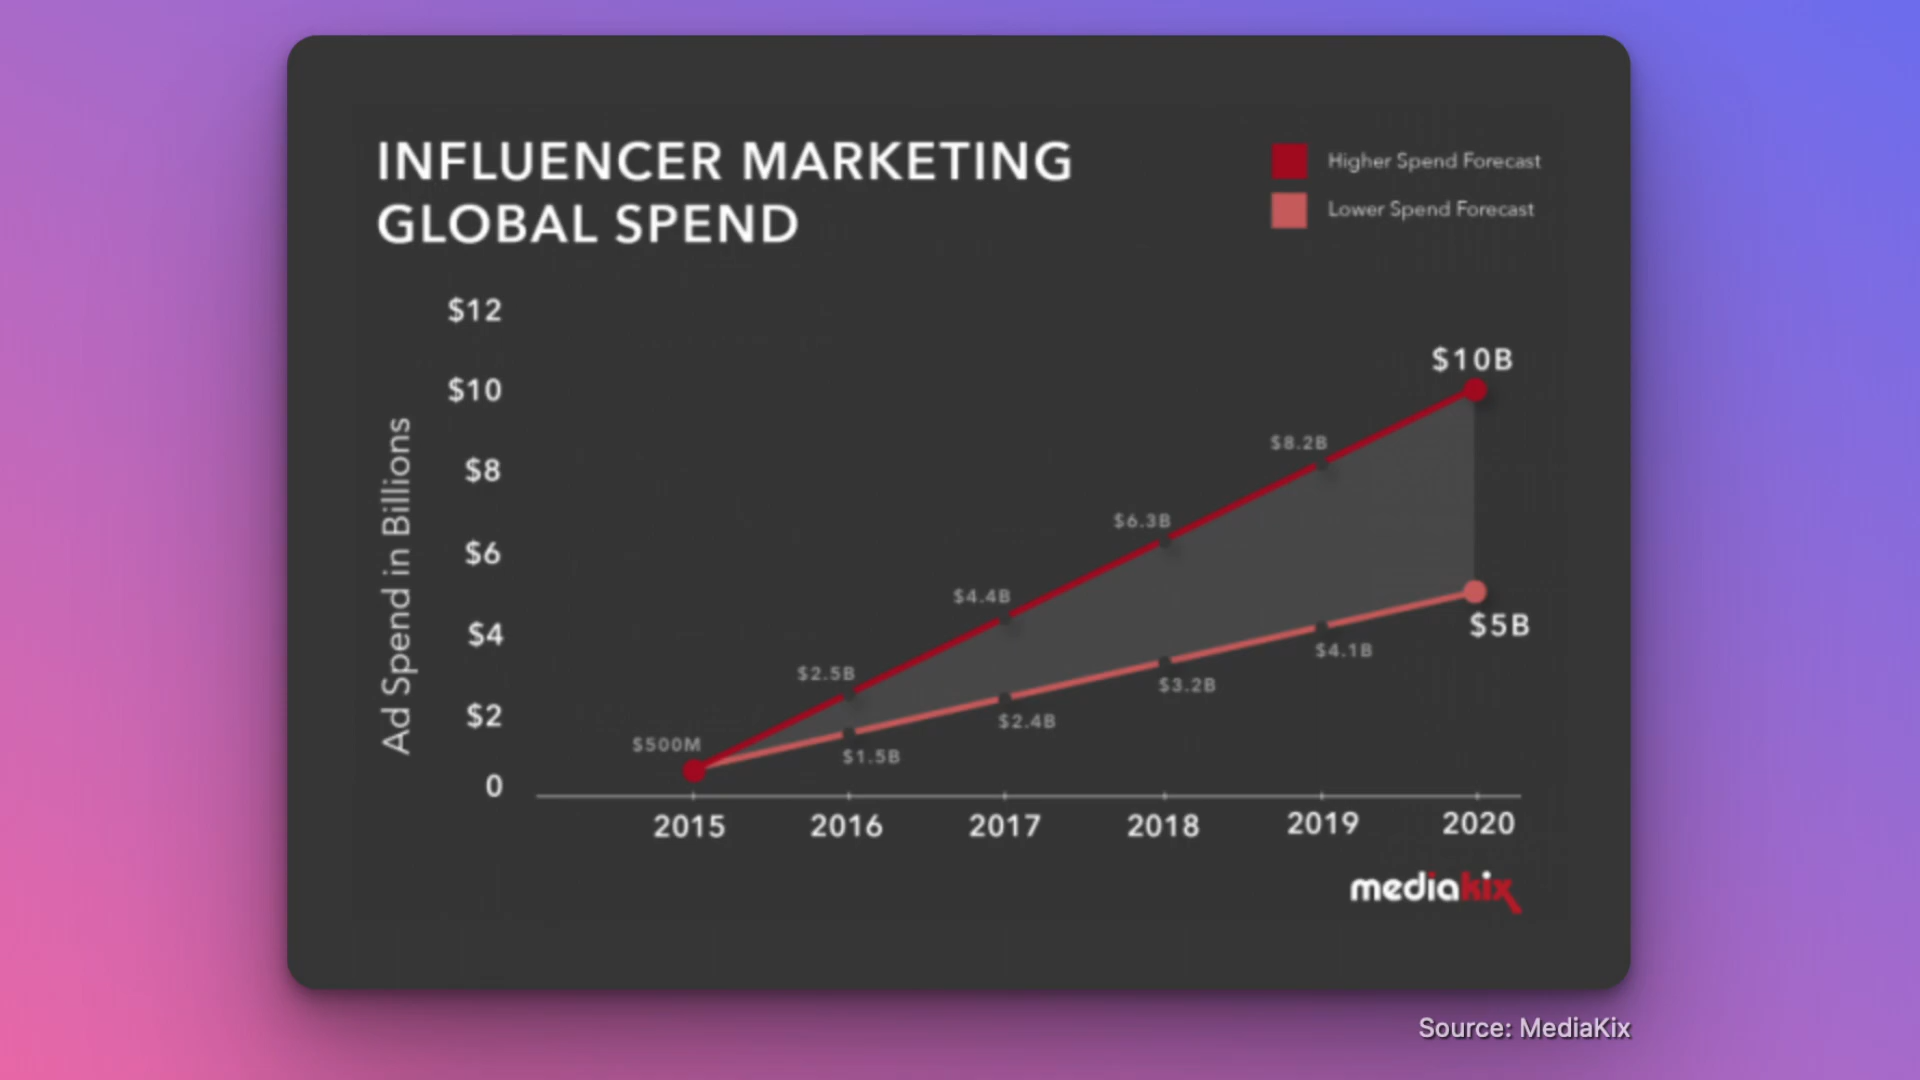 INFLUENCER MARKETING
GLOBAL SPEND
Higher Spend Forecast
Lower Spend Forecast
Ad Spend in Billions
$12
$10
$8
$6
$4
$2
0
$500M
$2.5B
$4.4B
$6.3B
$8.2B
$10B
$1.5B
$2.4B
$3.2B
$4.1B
$5B
2015 2016 2017 2018 2019 2020
mediakix
Source: MediaKix